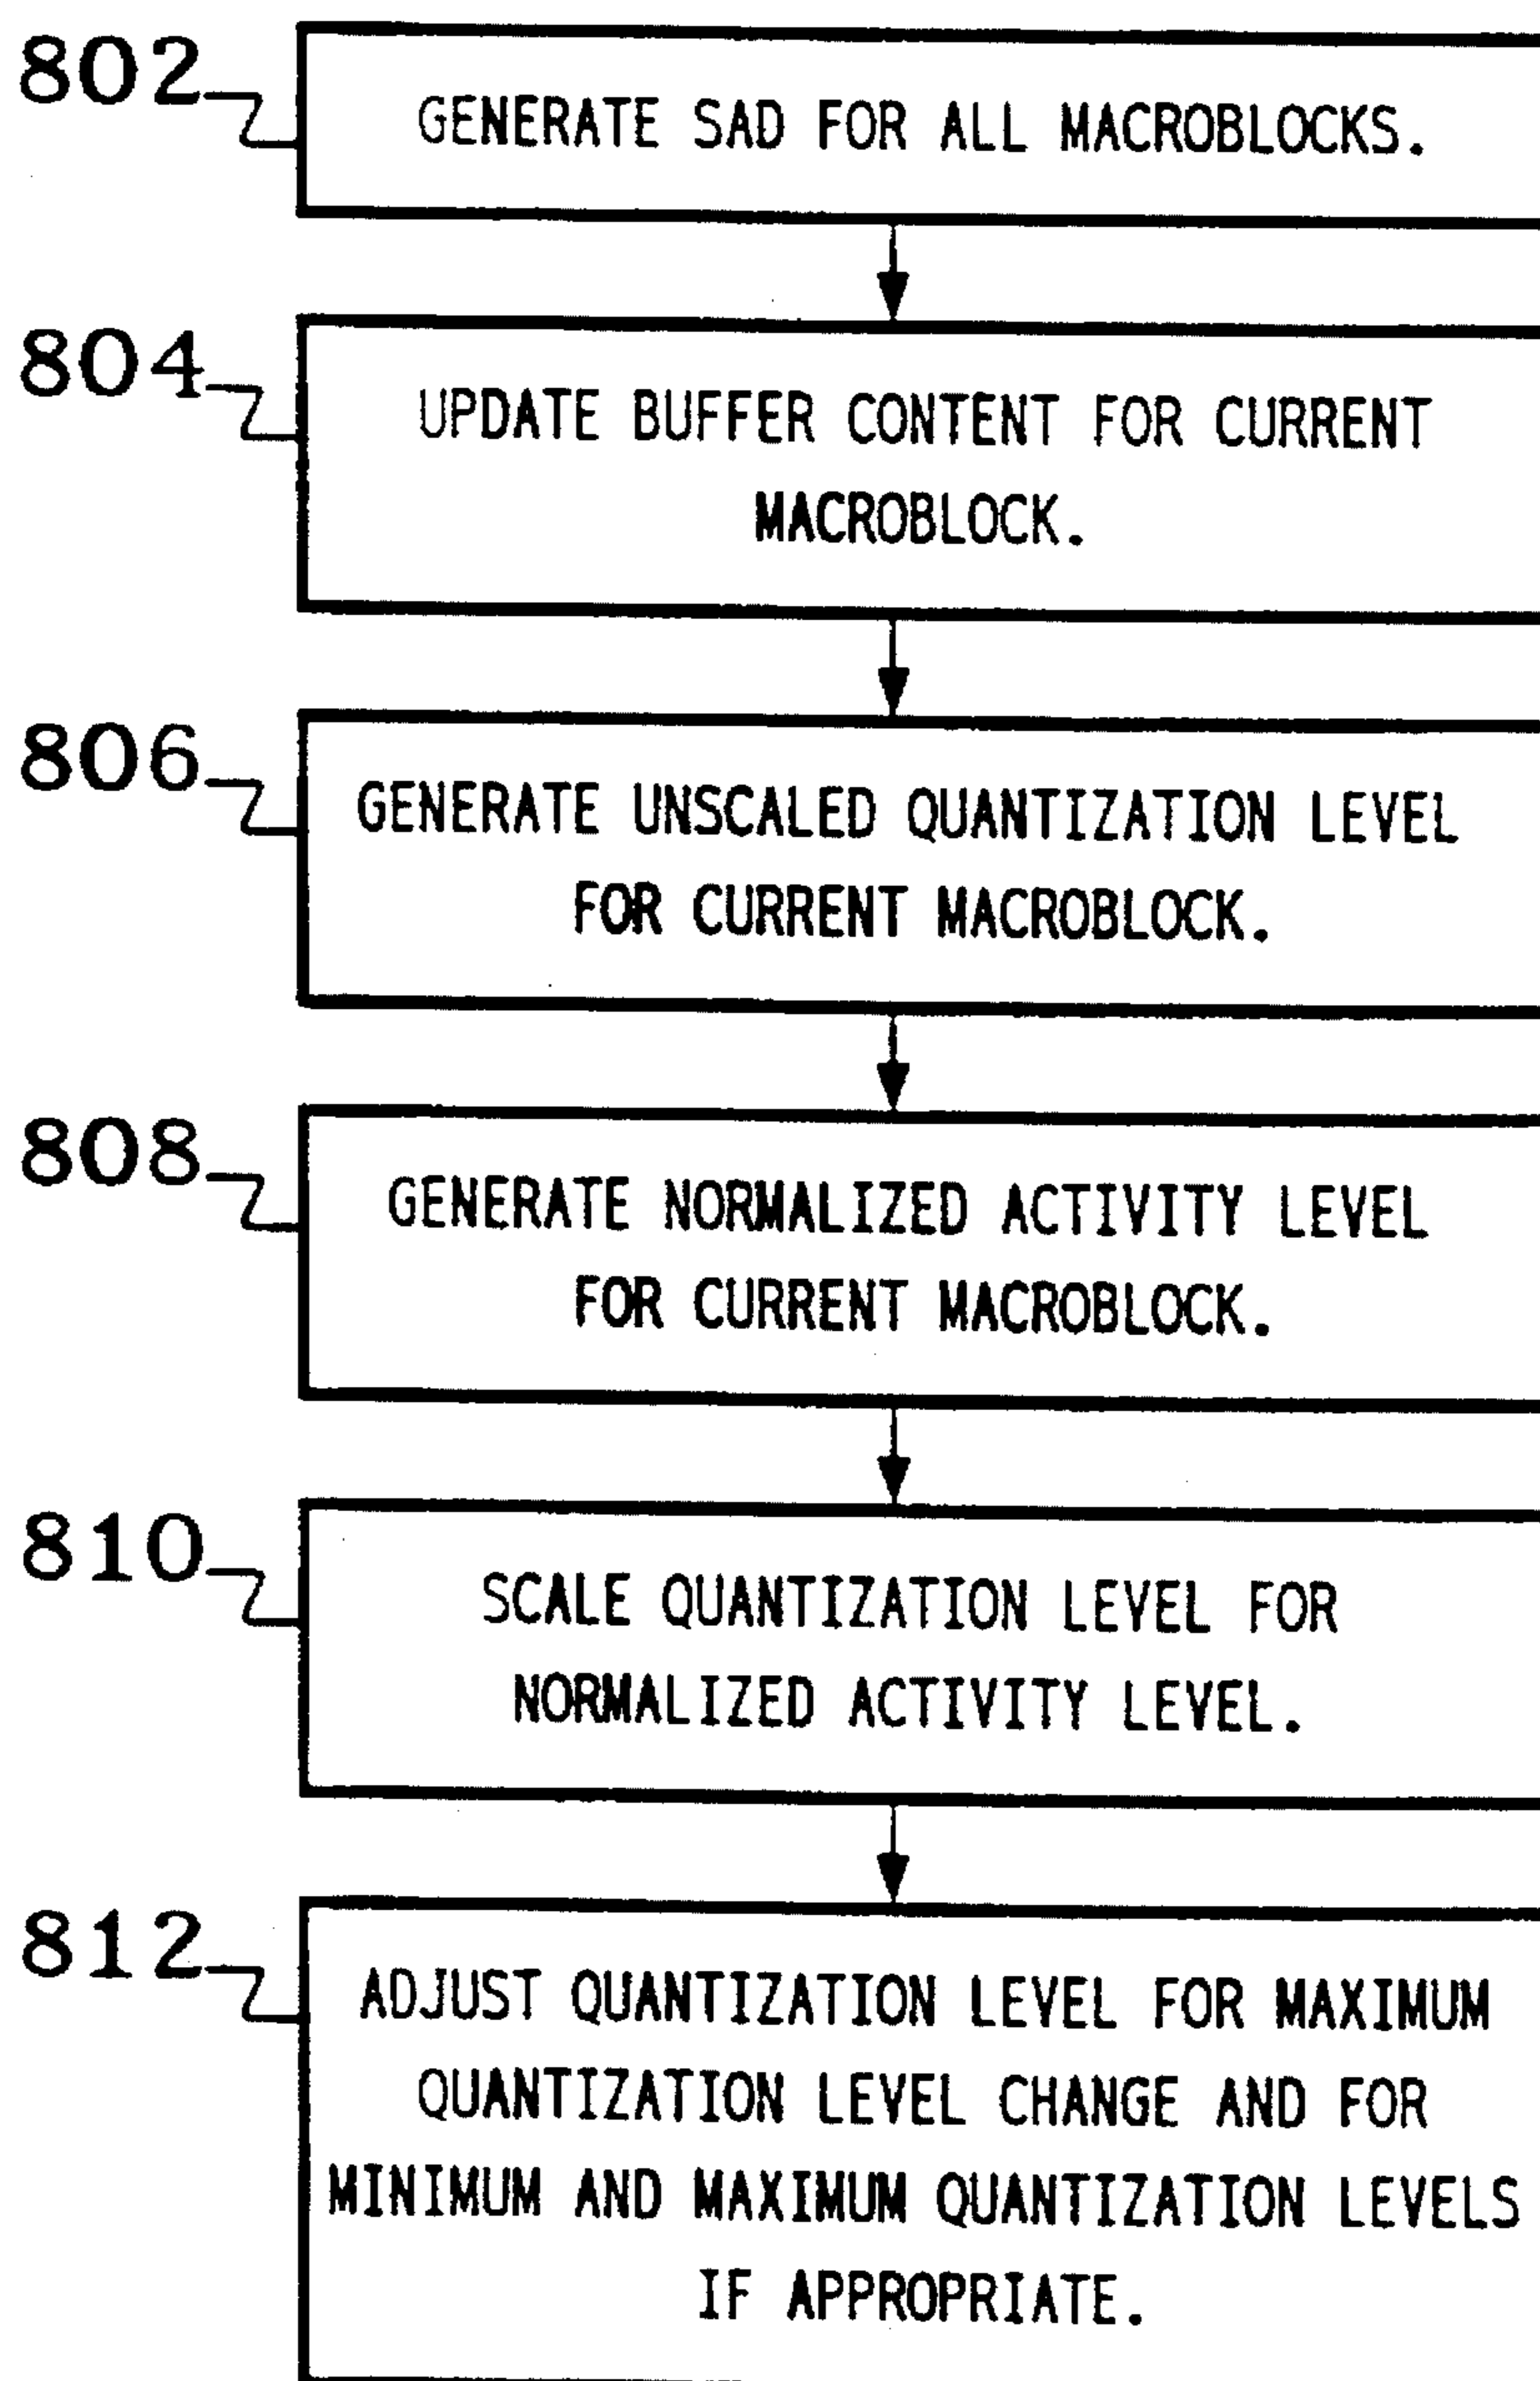 802
GENERATE SAD FOR ALL MACROBLOCKS.
804
UPDATE BUFFER CONTENT FOR CURRENT
MACROBLOCK.
806
GENERATE UNSCALED QUANTIZATION LEVEL
FOR CURRENT MACROBLOCK.
808
GENERATE NORMALIZED ACTIVITY LEVEL
FOR CURRENT MACROBLOCK.
810
SCALE QUANTIZATION LEVEL FOR
NORMALIZED ACTIVITY LEVEL.
812
ADJUST QUANTIZATION LEVEL FOR MAXIMUM
QUANTIZATION LEVEL CHANGE AND FOR
MINIMUM AND MAXIMUM QUANTIZATION LEVELS
IF APPROPRIATE.